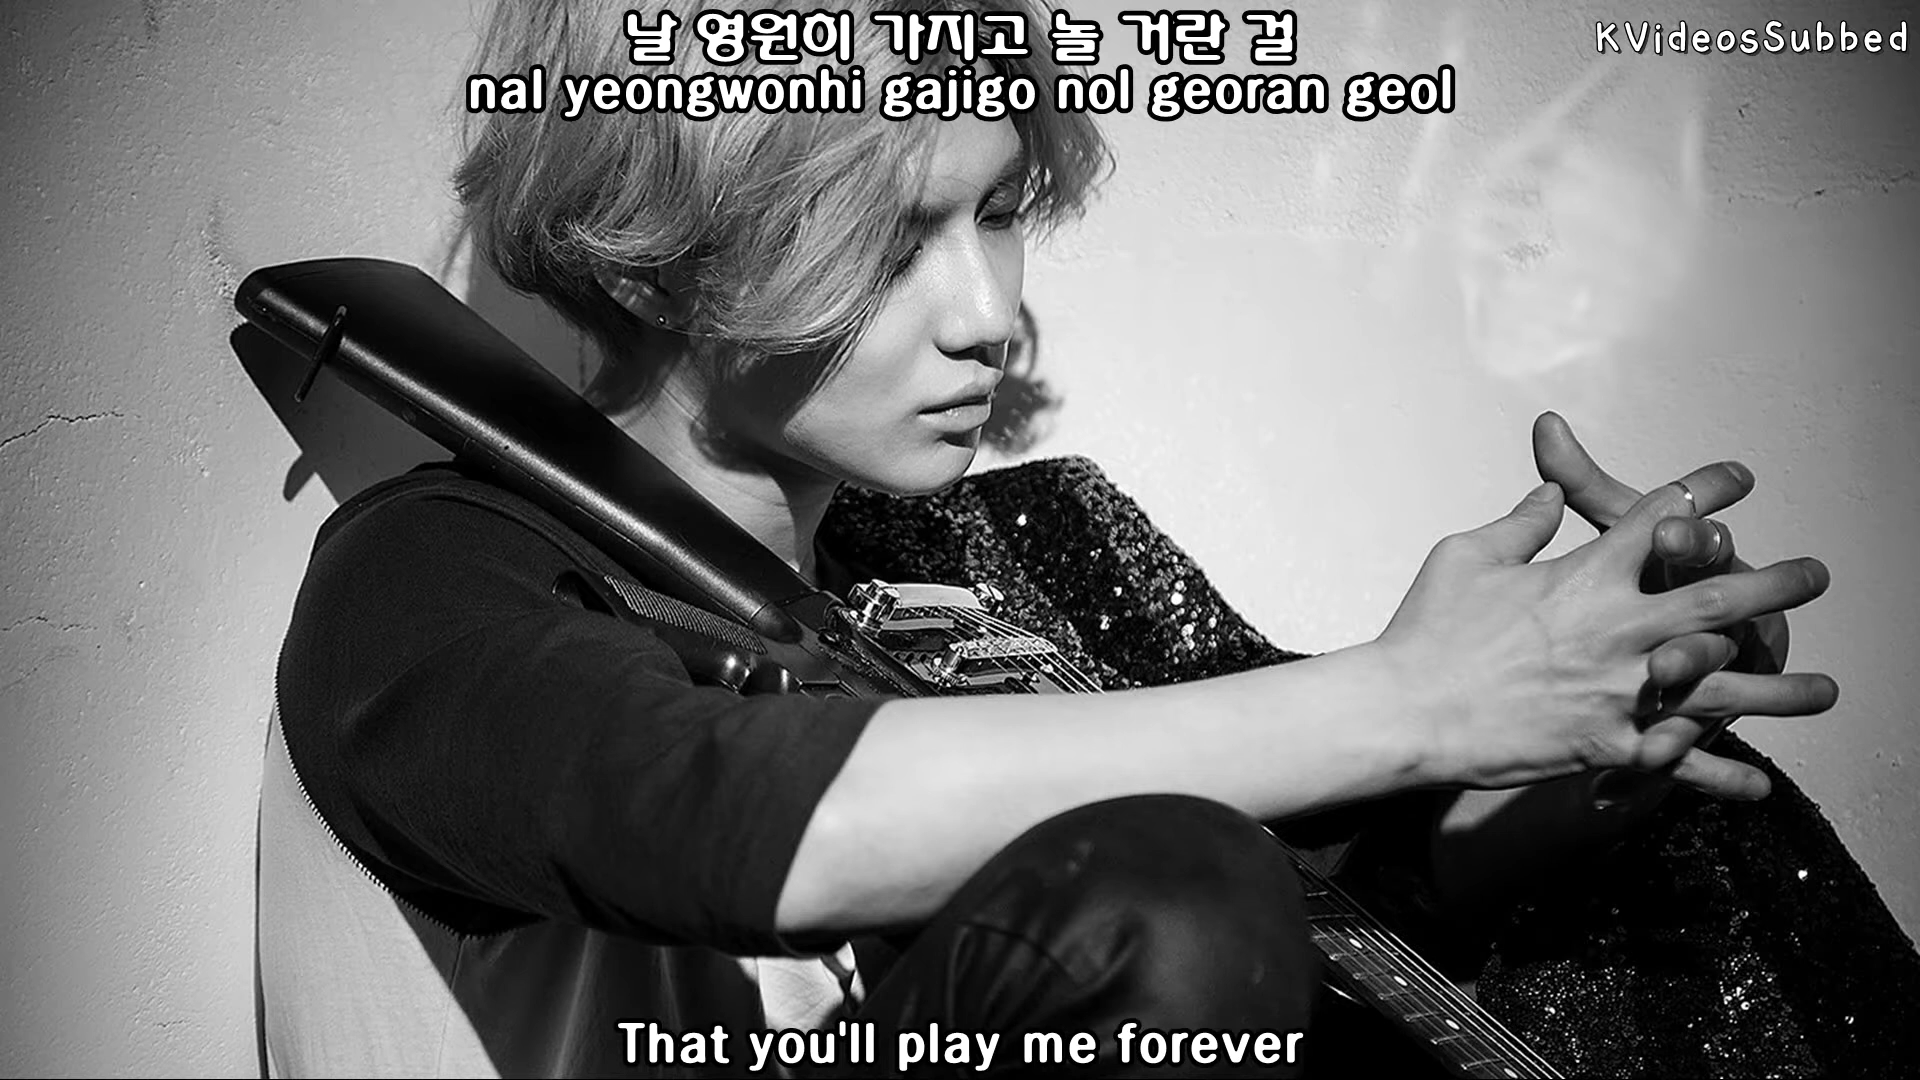 날 영원히 가지고 놀 거란 걸
KVideosSubbed
nal yeongwonhi gajigo nol georan geol
That you'll play me forever